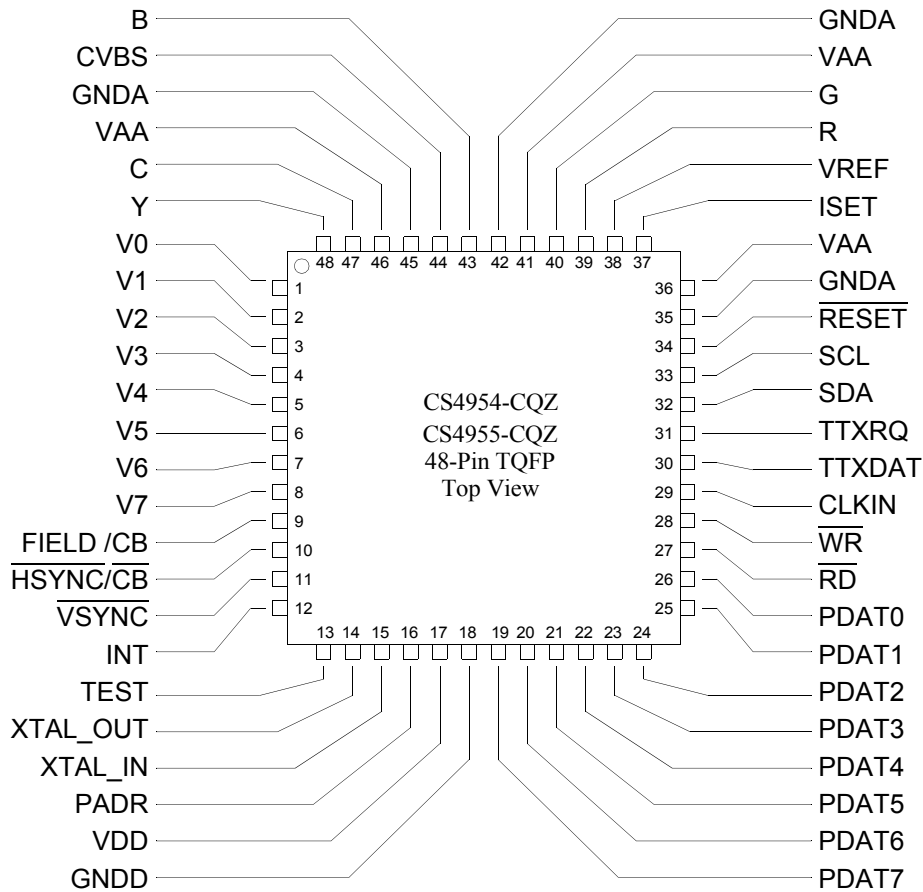 B
CVBS
GNDA
VAA
C
Y
V0
V1
V2
V3
V4
V5
V6
V7
FIELD /CB
HSYNC/CB
VSYNC
INT
TEST
XTAL_OUT
XTAL_IN
PADR
VDD
GNDD
48 47 46 45 44 43 42 41 40 39 38 37
1
2
3
4
5
6
7
8
9
10
11
12
CS4954-CQZ
CS4955-CQZ
48-Pin TQFP
Top View
36
35
34
33
32
31
30
29
28
27
26
25
13 14 15 16 17 18 19 20 21 22 23 24
GNDA
VAA
G
R
VREF
ISET
VAA
GNDA
RESET
SCL
SDA
TTXRQ
TTXDAT
CLKIN
WR
RD
PDAT0
PDAT1
PDAT2
PDAT3
PDAT4
PDAT5
PDAT6
PDAT7